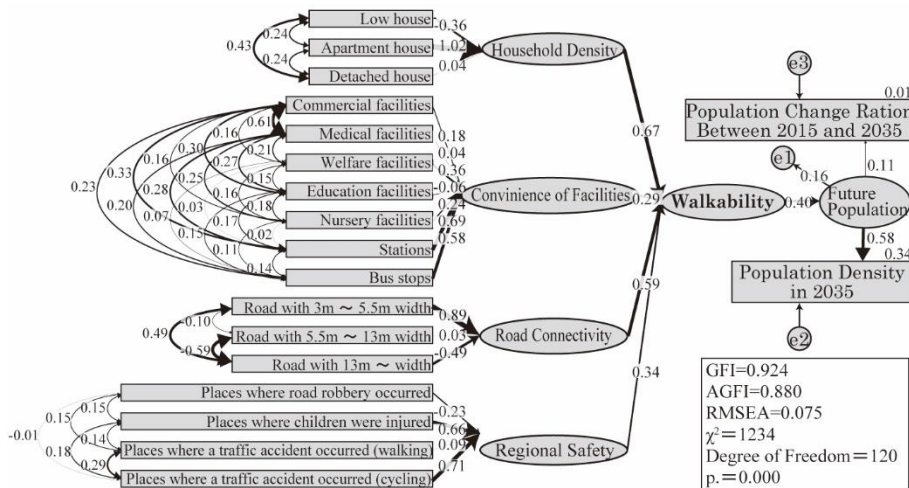 Low house
-0.36
0.24
0.43
Apartment house
1.02
Household Density
0.24
0.04
Detached house
e3
Commercial facilities
0.01
0.61
Population Change Ration
Between 2015 and 2035
0.16
0.18
0.67
Medical facilities
0.30
0.21
0.04
0.33
0.16
0.27
e1
0.11
Welfare facilities
0.36
0.16
0.25
0.15
0.23
0.28
0.16
Education facilities
-0.06
Convinience of Facilities
0.29
Walkability
0.40
Future
Population
0.20
0.03
0.18
0.24
Nursery facilities
0.69
0.07
0.17
0.02
0.58
0.58
0.15
0.11
Stations
0.34
0.14
Bus stops
Population Density
in 2035
0.59
Road with 3m ~ 5.5m width
0.89
-0.10
0.49
Road with 5.5m ~ 13m width
0.03
Road Connectivity
-0.59
e2
Road with 13m ~ width
-0.49
0.34
GFI=0.924
AGFI=0.880
RMSEA=0.075
χ²=1234
Degree of Freedom=120
p.=0.000
Places where road robbery occurred
-0.23
0.15
0.15
Places where children were injured
0.66
-0.01
0.14
0.18
Places where a traffic accident occurred (walking)
0.09
Regional Safety
0.29
0.71
Places where a traffic accident occurred (cycling)